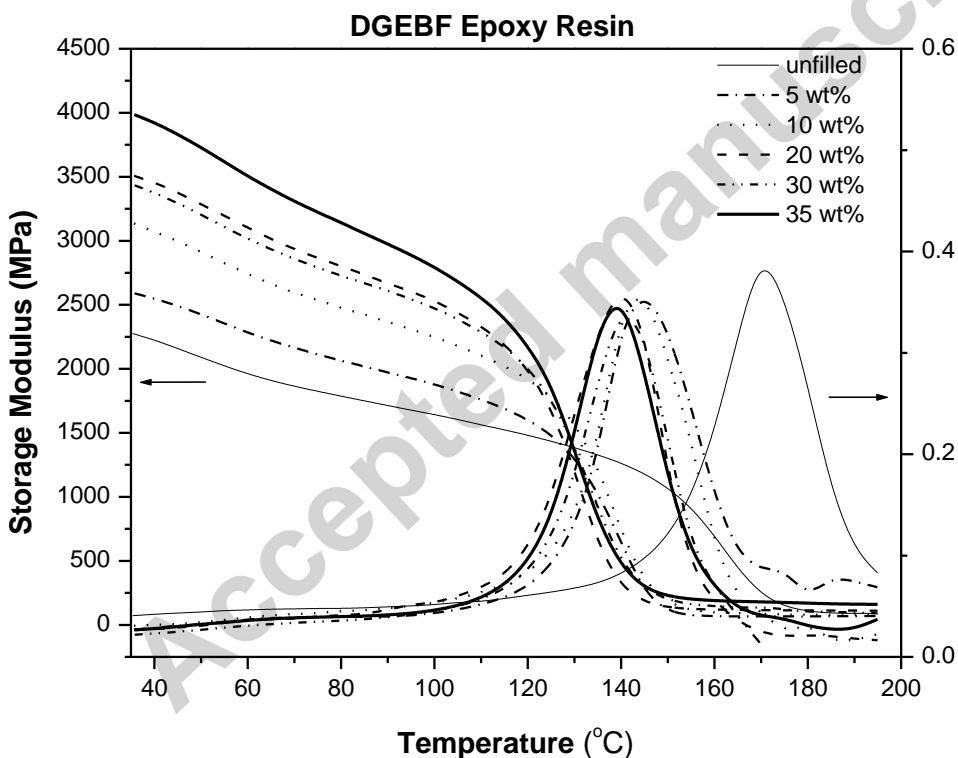 DGEBF Epoxy Resin
4500
4000
3500
3000
2500
2000
1500
1000
500
0
Storage Modulus (MPa)
unfilled
5 wt%
10 wt%
20 wt%
30 wt%
35 wt%
0.6
0.4
0.2
0.0
40 60 80 100 120 140 160 180 200
Temperature (°C)
Accepted manusc